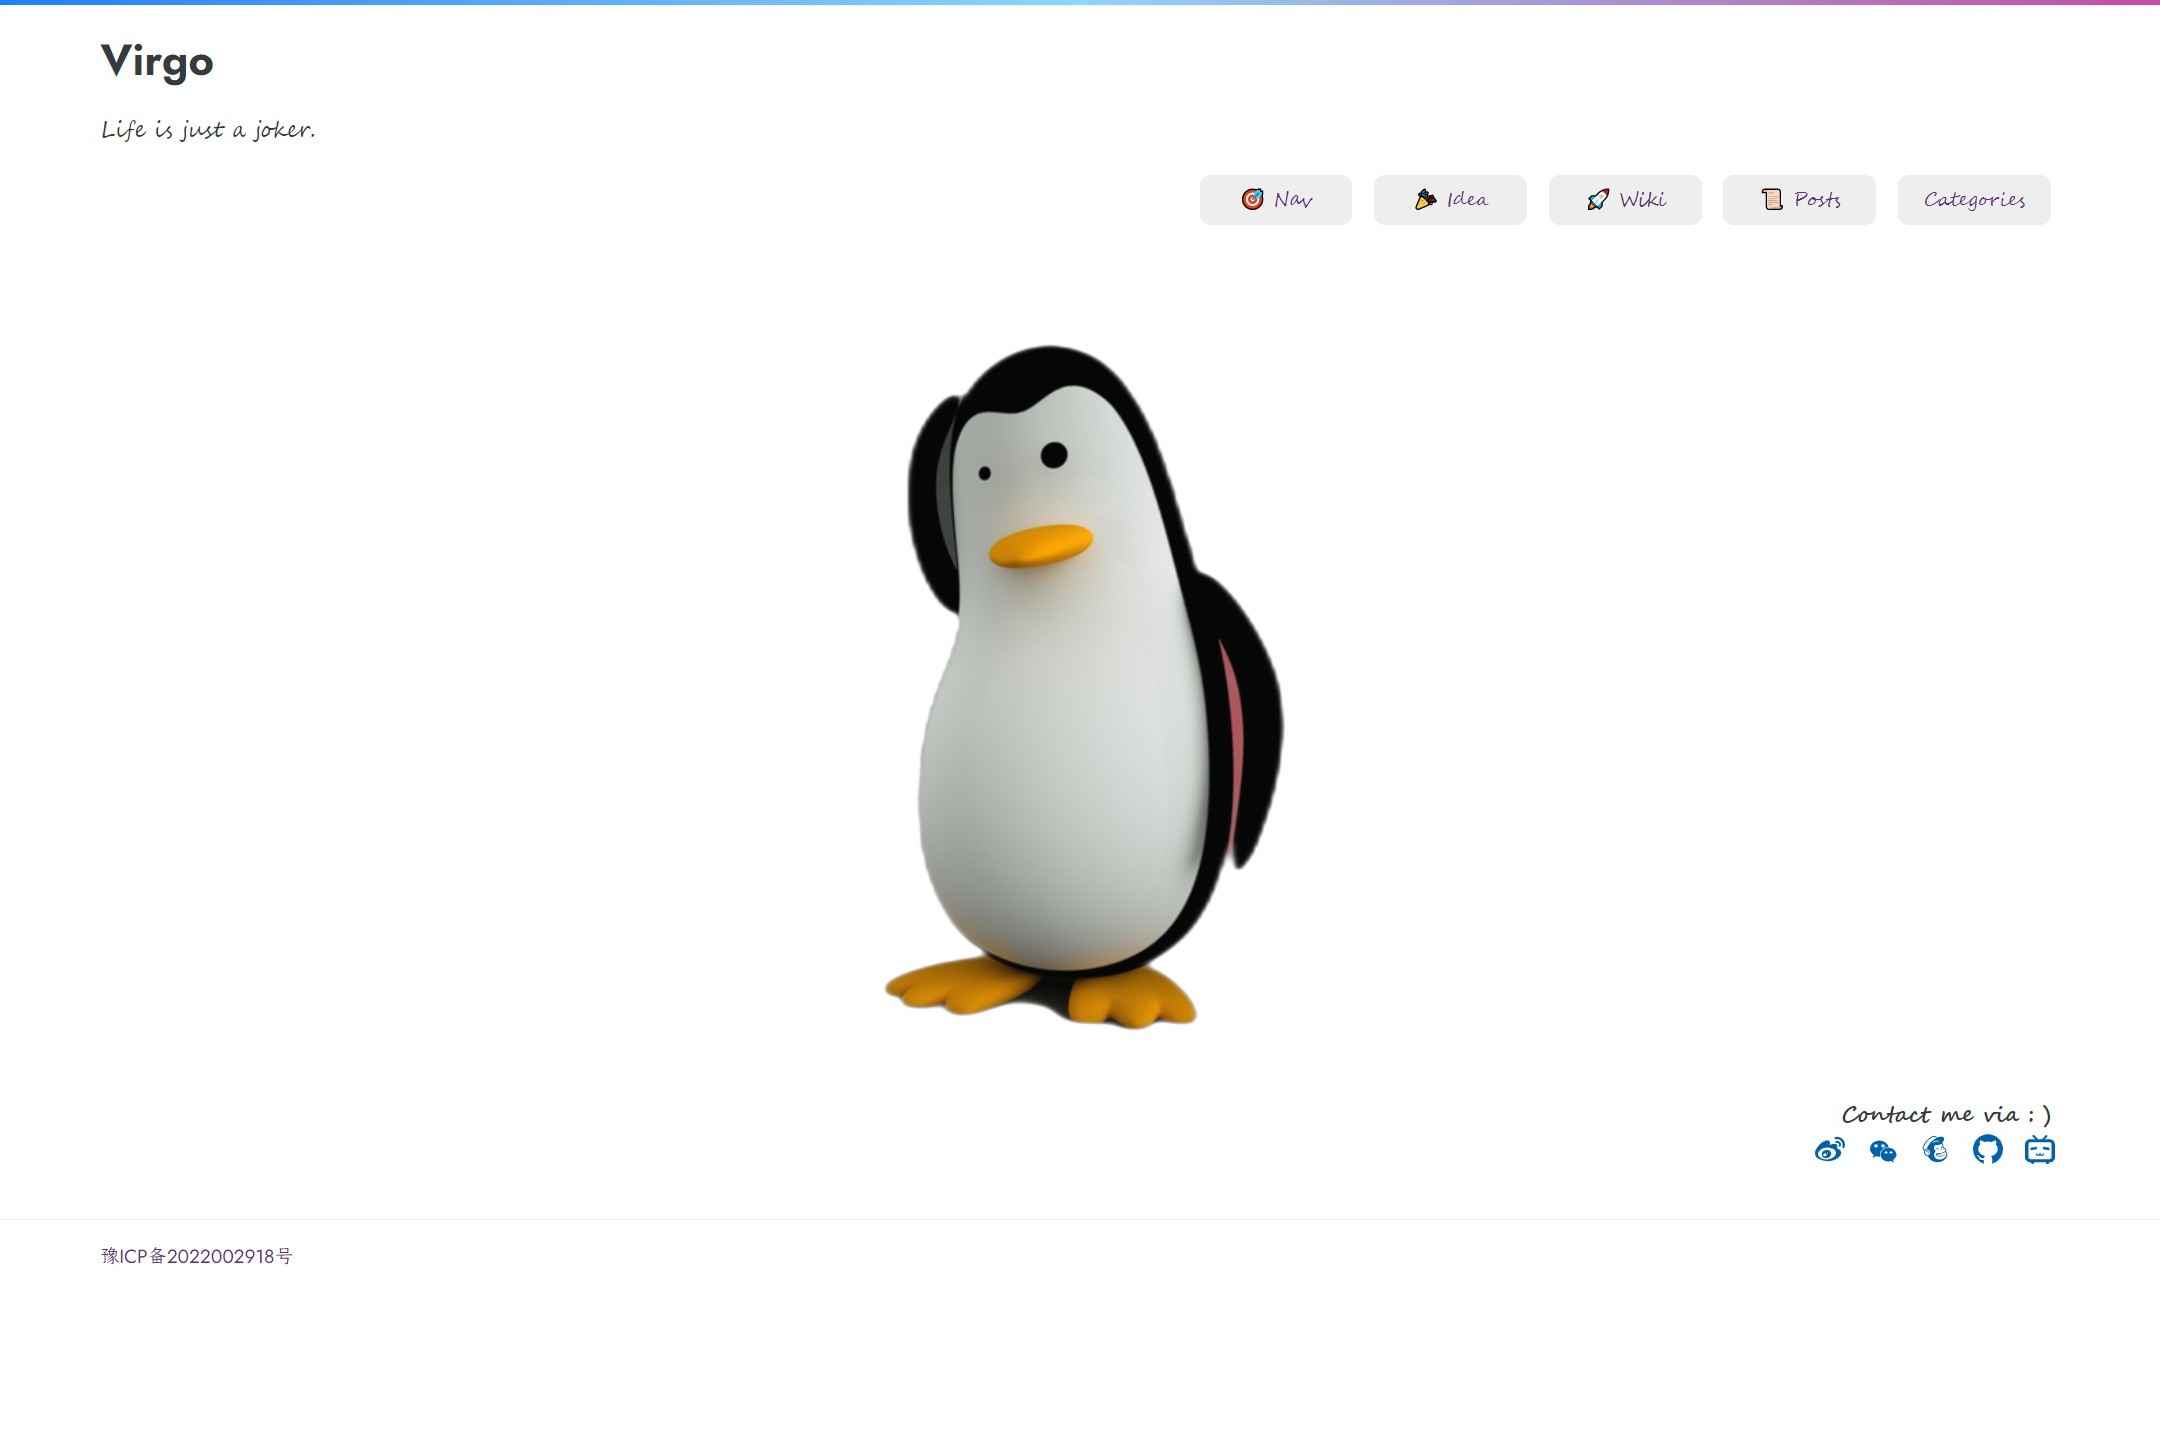 Virgo
Life is just a joker.
🎯 Nav
🎉 Idea
🚀 Wiki
📜 Posts
Categories
Contact me via : )
豫ICP备2022002918号